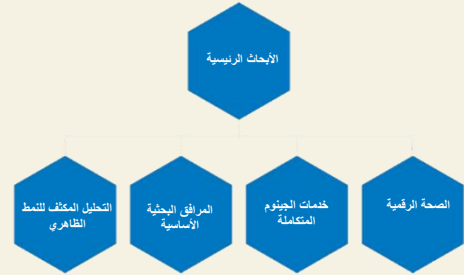 الأبحاث الرئيسية
الصحة الرقمية
خدمات الجينوم
المتكاملة
المرافق البحثية
الأساسية
التحليل المكثف للنمط
الظاهري